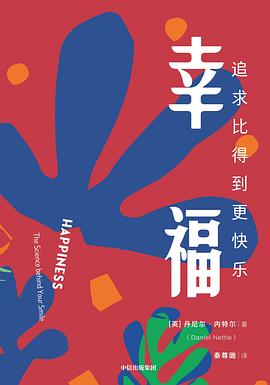 幸福
追求比得到更快乐
HAPPINESS
The Science behind Your Smile
[英] 丹尼尔·内特尔 著
(Daniel Nettle)
秦尊璐 译
中信出版集团